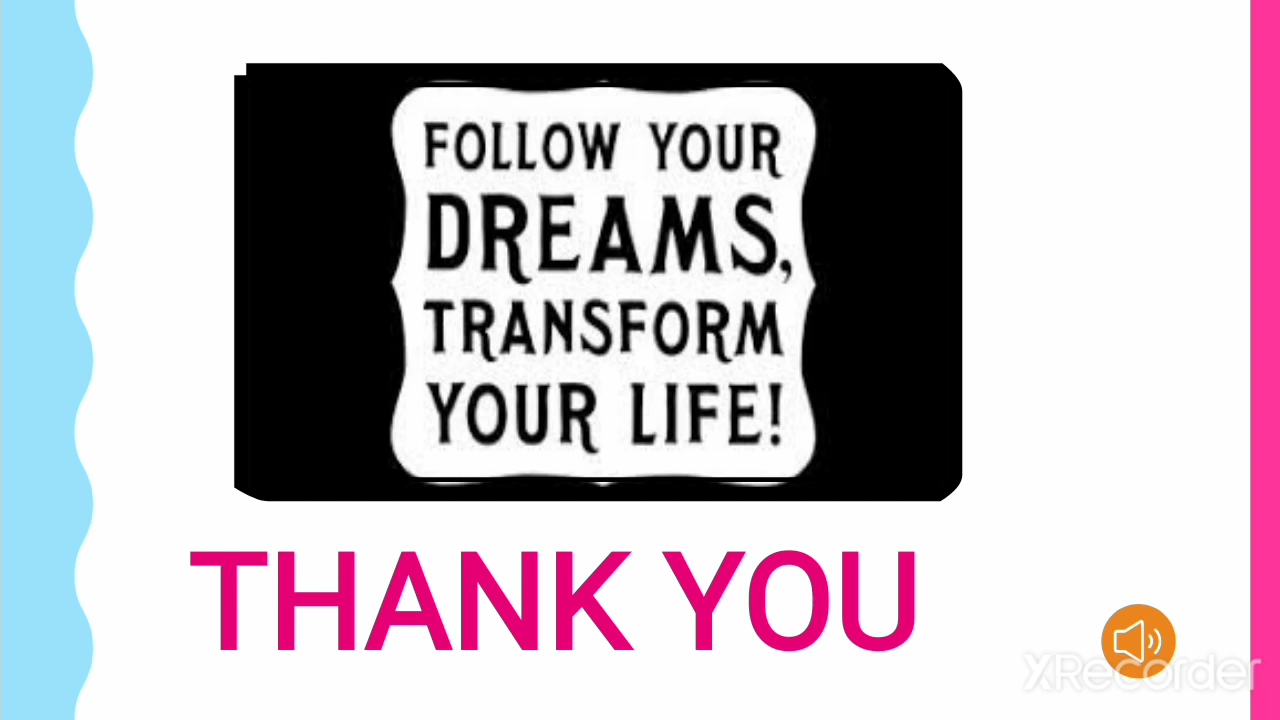 FOLLOW YOUR
DREAMS,
TRANSFORM
YOUR LIFE!
THANK YOU
XRecorder